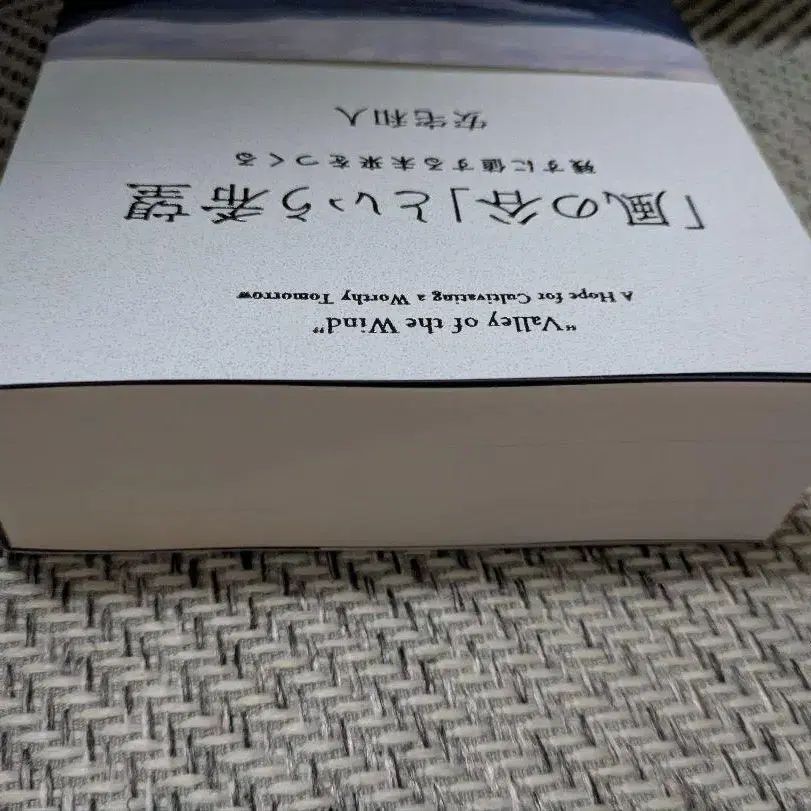 "Valley of the Wind"
A Hope for Cultivating a Worthy Tomorrow
「風の谷」という希望
残すに値する未来をつくる
安宅和人